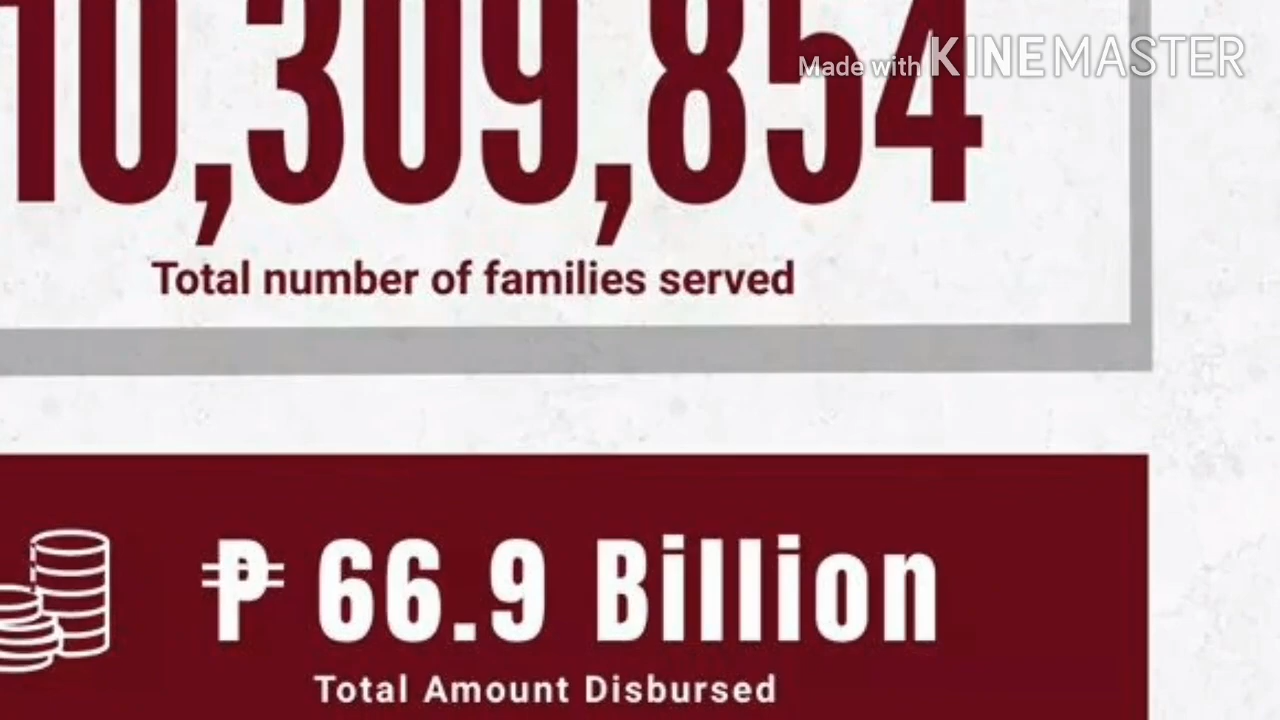 Made with KINEMASTER
10,309,854
Total number of families served
₱ 66.9 Billion
Total Amount Disbursed